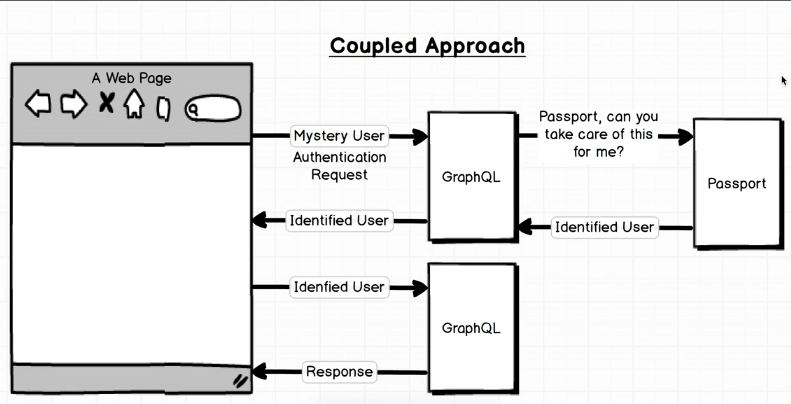 Coupled Approach
A Web Page
Mystery User
Authentication
Request
GraphQL
Passport, can you
take care of this
for me?
Passport
Identified User
Identified User
Idenfied User
GraphQL
Response